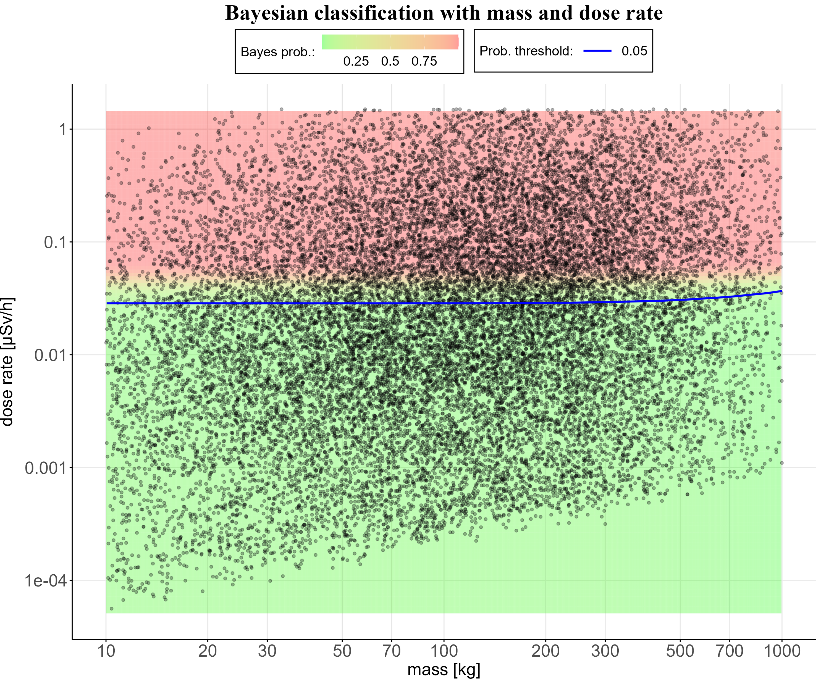 Bayesian classification with mass and dose rate
Bayes prob.:
0.25 0.5 0.75
Prob. threshold: 0.05
dose rate [µSv/h]
1
0.1
0.01
0.001
1e-04
10 20 30 50 70 100 200 300 500 700 1000
mass [kg]